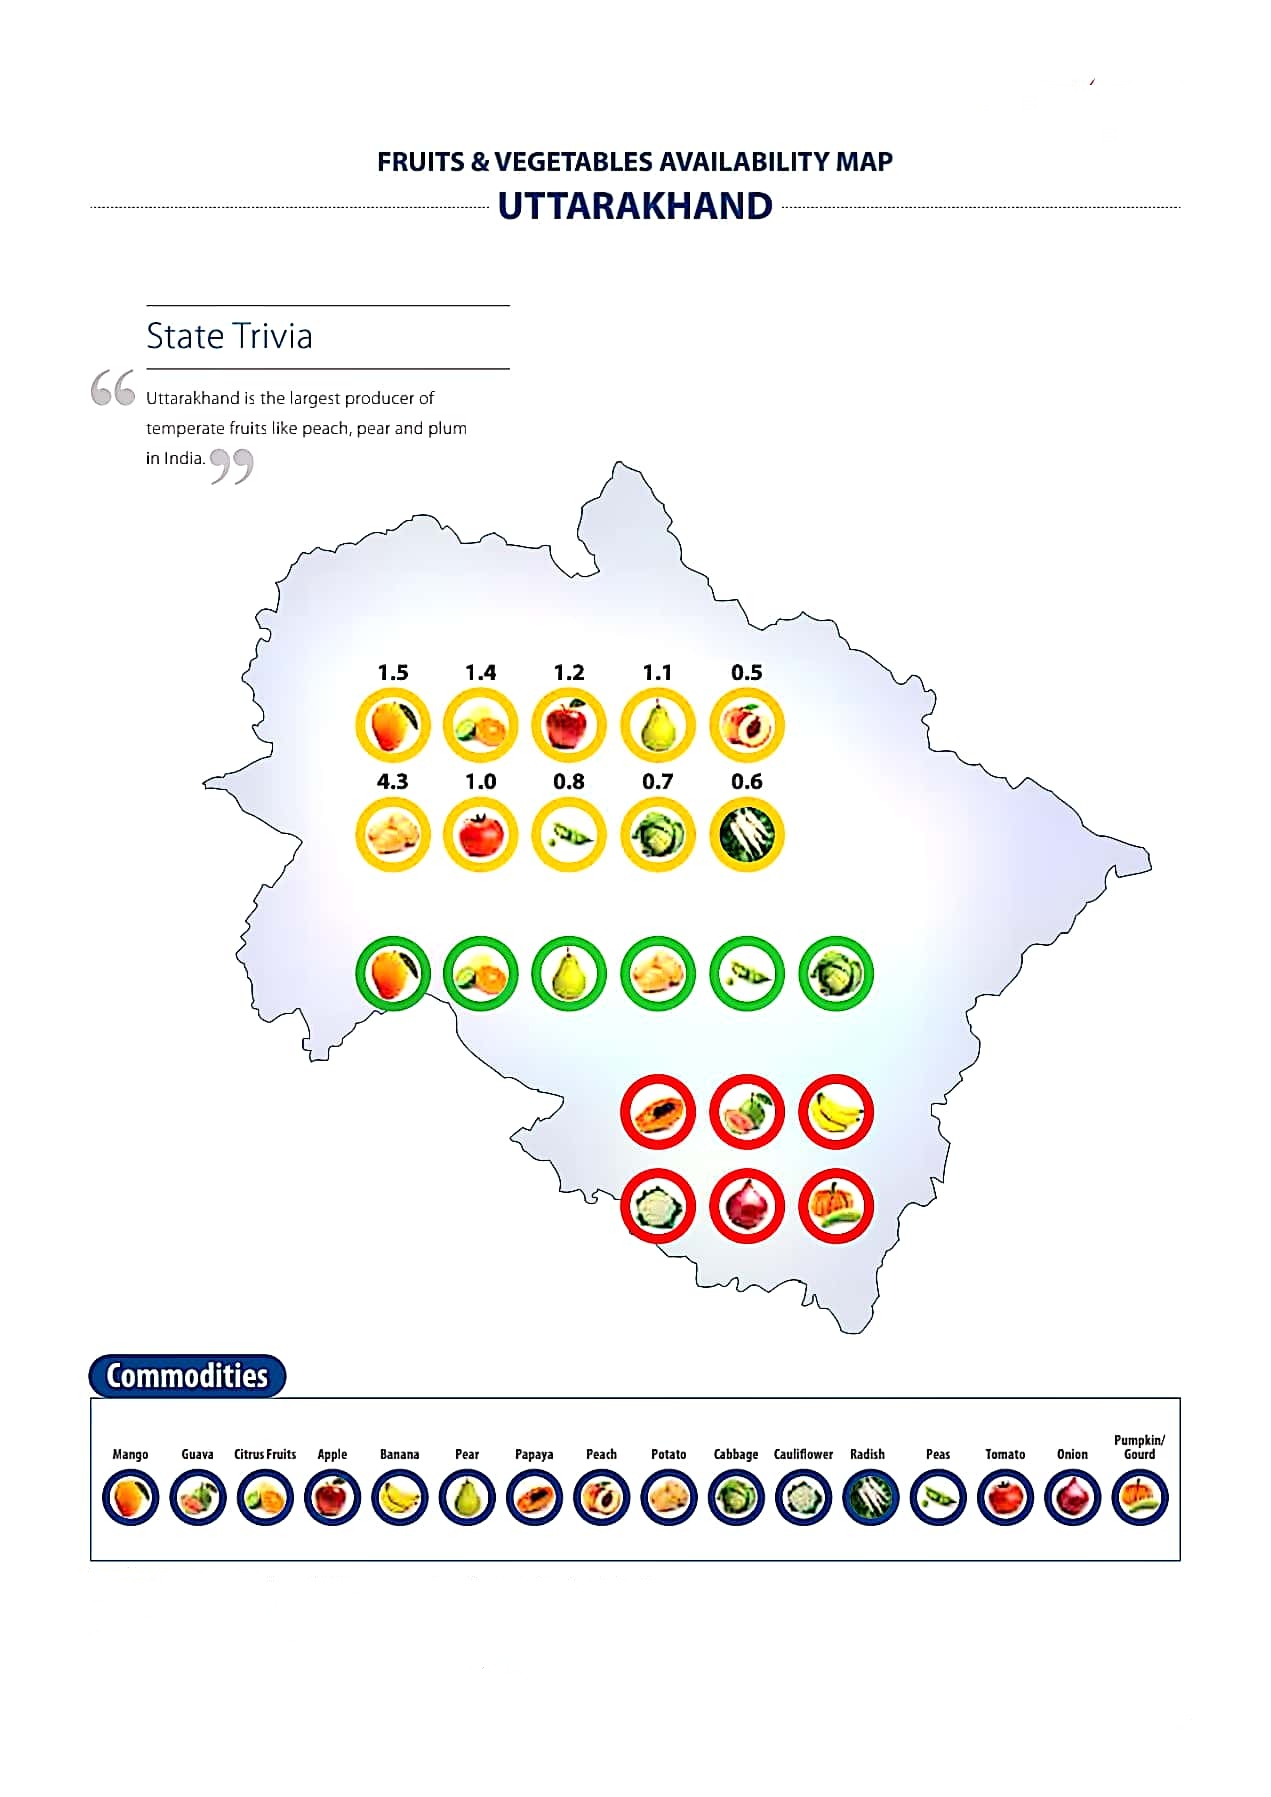 FRUITS & VEGETABLES AVAILABILITY MAP
UTTARAKHAND
State Trivia
“ Uttarakhand is the largest producer of
temperate fruits like peach, pear and plum
in India. ”
1.5 1.4 1.2 1.1 0.5
4.3 1.0 0.8 0.7 0.6
Commodities
Mango Guava Citrus Fruits Apple Banana Pear Papaya Peach Potato Cabbage Cauliflower Radish Peas Tomato Onion Pumpkin/
Gourd